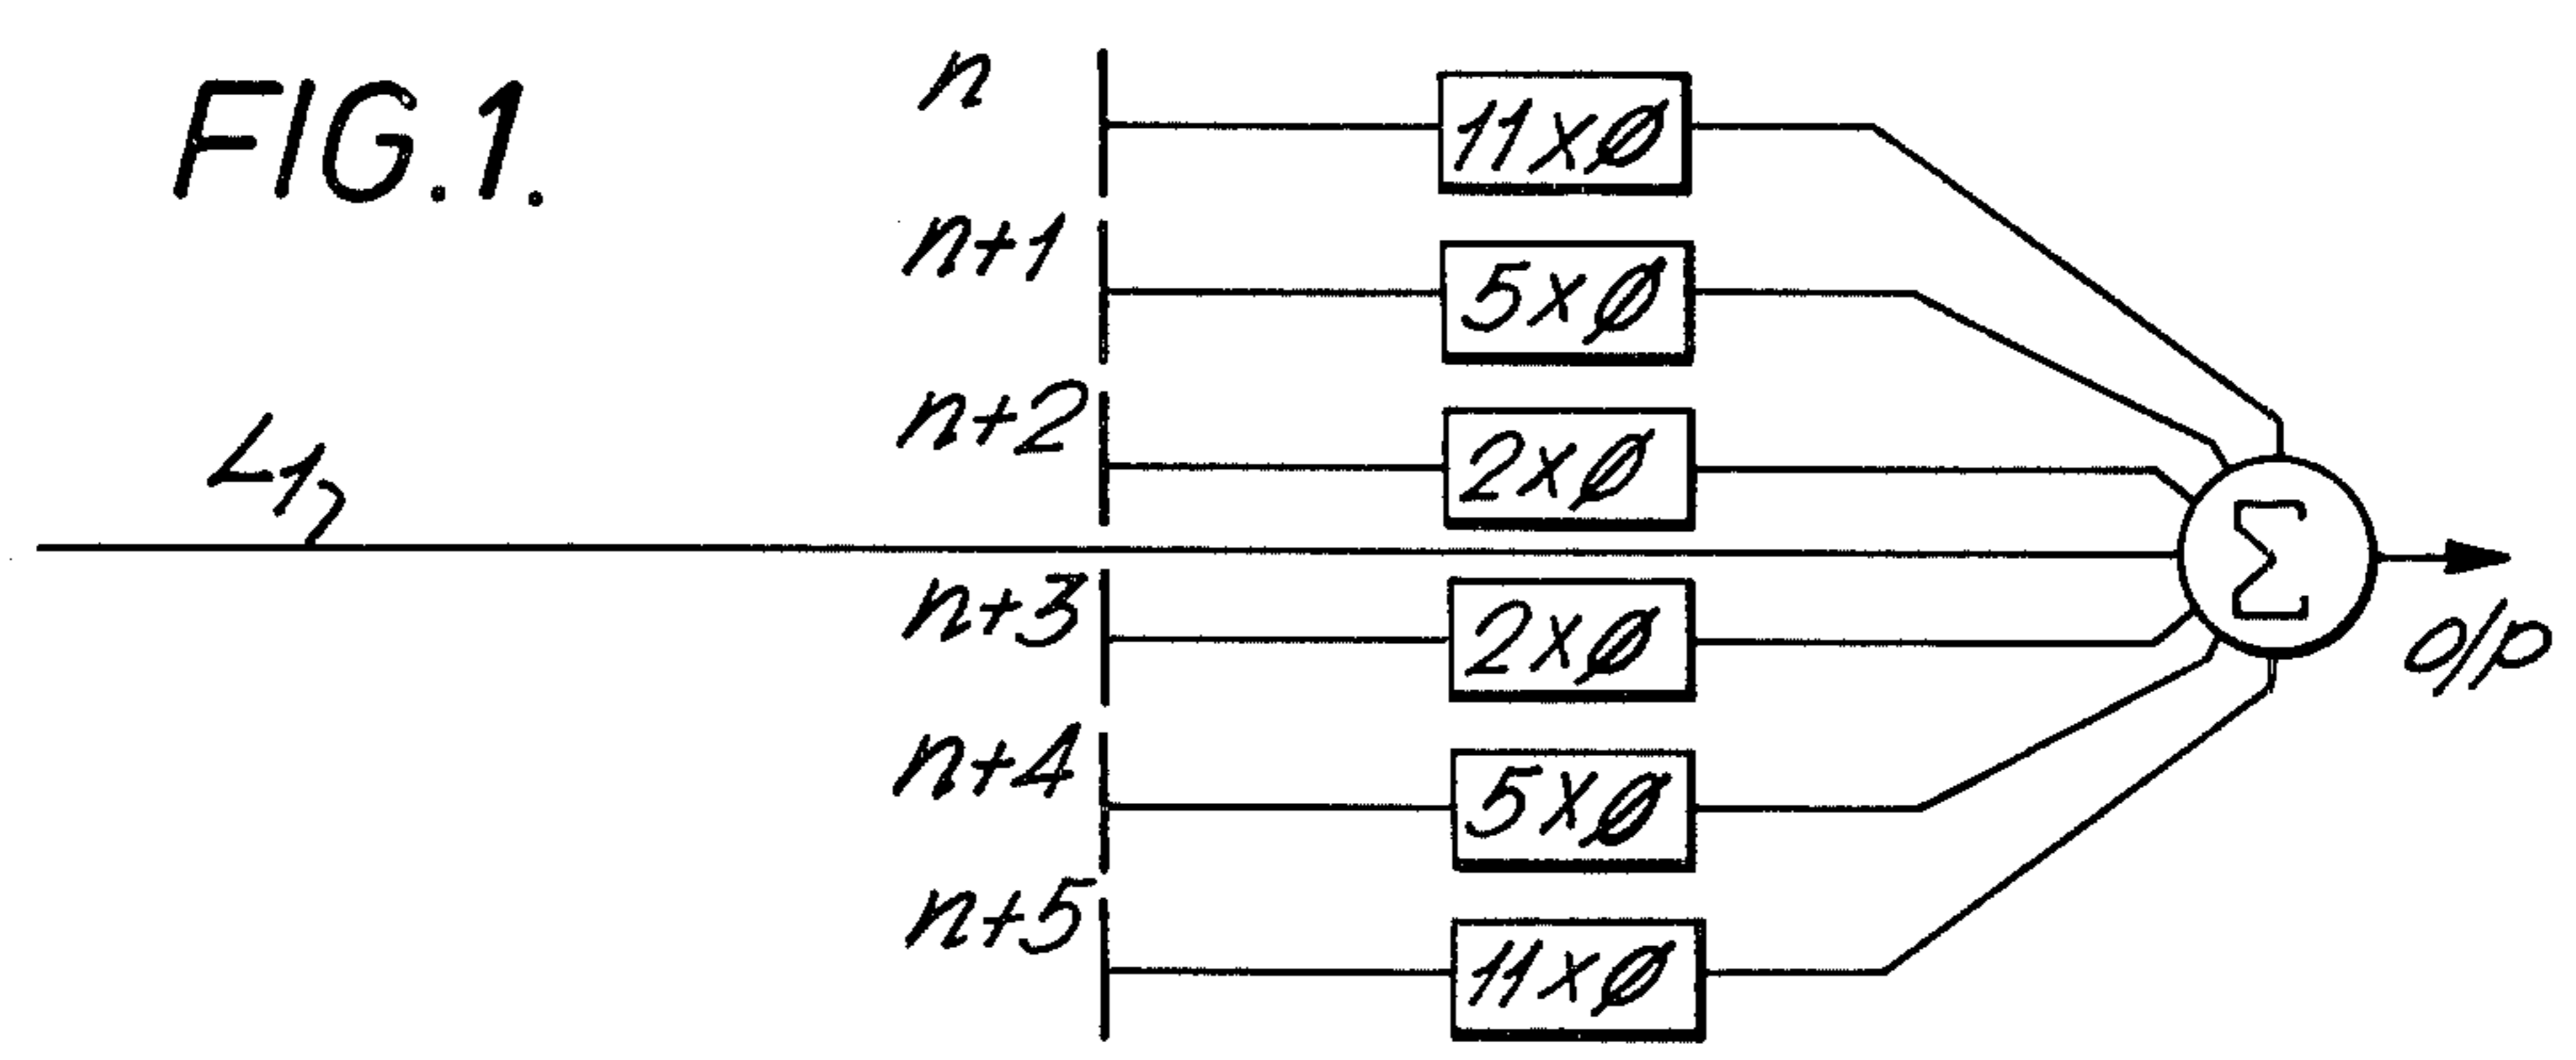 FIG.1.
n
11xø
n+1
5xø
n+2
2xø
L1
Σ
n+3
2xø
o/p
n+4
5xø
n+5
11xø